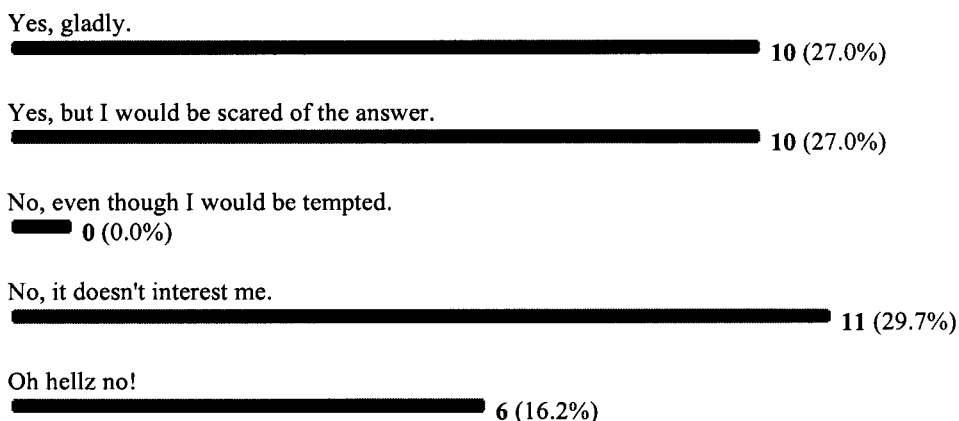 Yes, gladly.
10 (27.0%)
Yes, but I would be scared of the answer.
10 (27.0%)
No, even though I would be tempted.
0 (0.0%)
No, it doesn't interest me.
11 (29.7%)
Oh hellz no!
6 (16.2%)